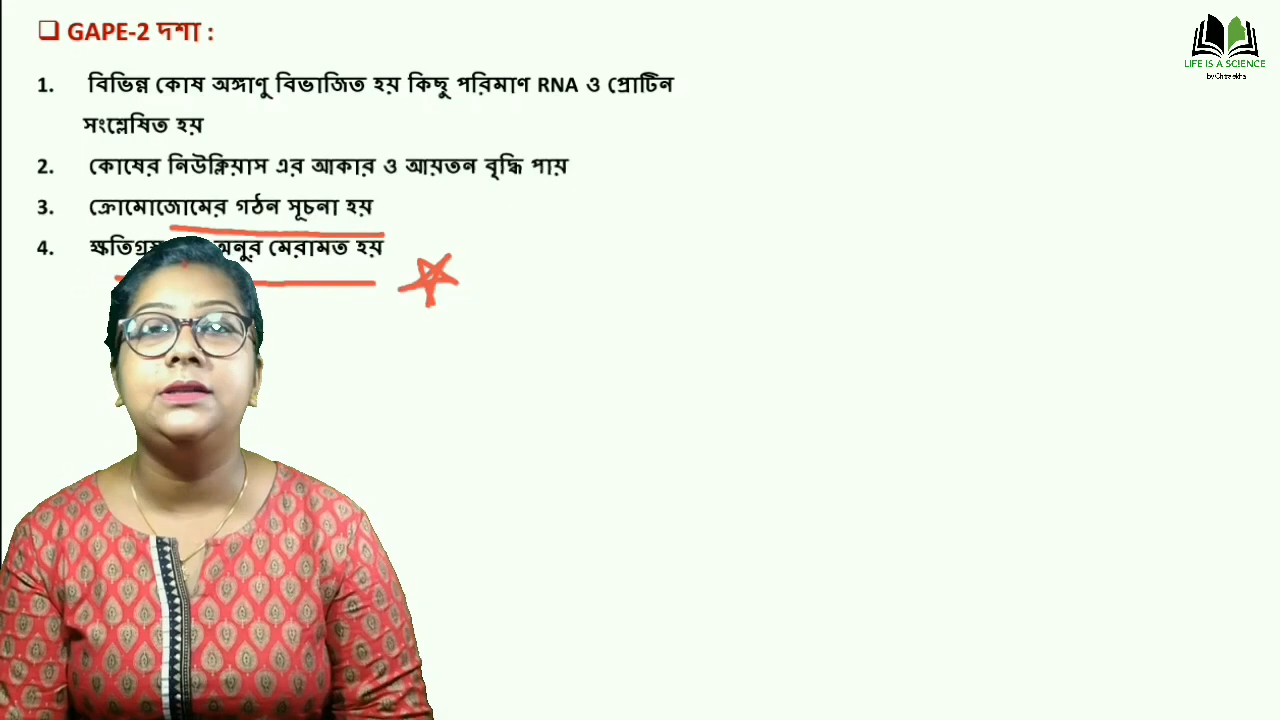 ❑ GAPE-2 দশা :
1. বিভিন্ন কোষ অঙ্গাণু বিভাজিত হয় কিছু পরিমাণ RNA ও প্রোটিন
সংশ্লেষিত হয়
2. কোষের নিউক্লিয়াস এর আকার ও আয়তন বৃদ্ধি পায়
3. ক্রোমোজোমের গঠন সূচনা হয়
4. অনুর মেরামত হয়
LIFE IS A SCIENCE